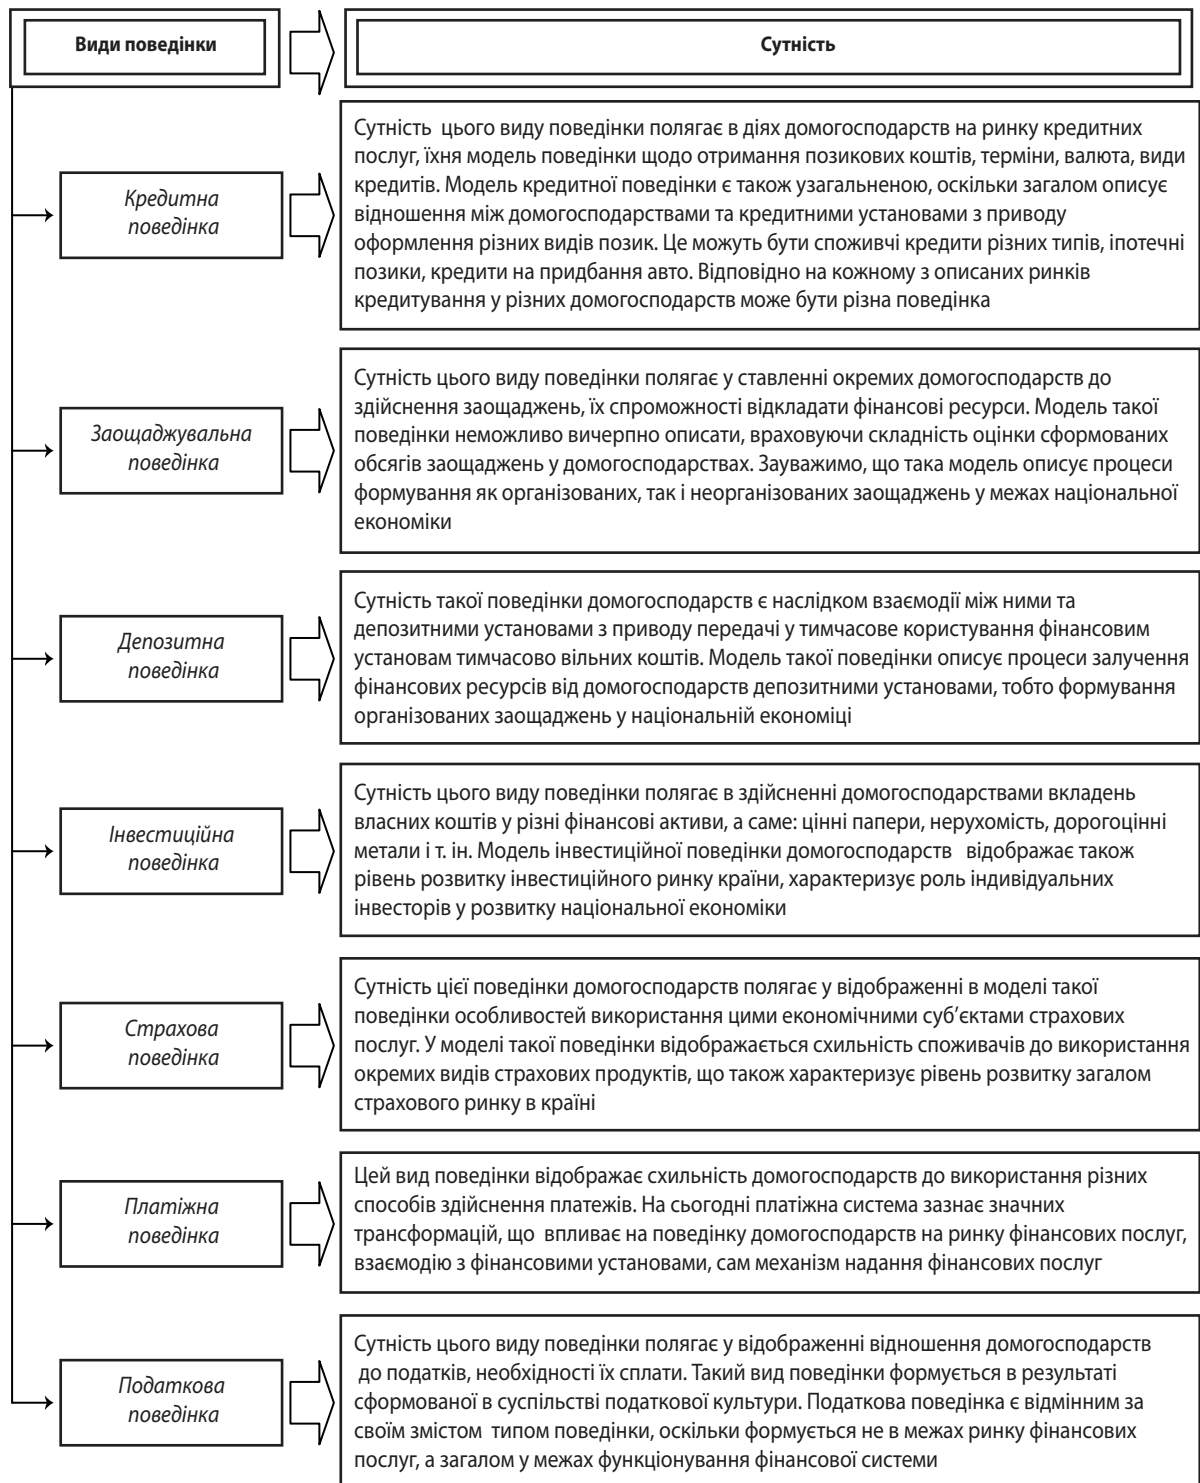 Види поведінки
Сутність
Кредитна
поведінка
Сутність цього виду поведінки полягає в діях домогосподарств на ринку кредитних
послуг, їхня модель поведінки щодо отримання позикових коштів, терміни, валюта, види
кредитів. Модель кредитної поведінки є також узагальненою, оскільки загалом описує
відношення між домогосподарствами та кредитними установами з приводу
оформлення різних видів позик. Це можуть бути споживчі кредити різних типів, іпотечні
позики, кредити на придбання авто. Відповідно на кожному з описаних ринків
кредитування у різних домогосподарств може бути різна поведінка
Заощаджувальна
поведінка
Сутність цього виду поведінки полягає у ставленні окремих домогосподарств до
здійснення заощаджень, їх спроможності відкладати фінансові ресурси. Модель такої
поведінки неможливо вичерпно описати, враховуючи складність оцінки сформованих
обсягів заощаджень у домогосподарствах. Зауважимо, що така модель описує процеси
формування як організованих, так і неорганізованих заощаджень у межах національної
економіки
Депозитна
поведінка
Сутність такої поведінки домогосподарств є наслідком взаємодії між ними та
депозитними установами з приводу передачі у тимчасове користування фінансовим
установам тимчасово вільних коштів. Модель такої поведінки описує процеси залучення
фінансових ресурсів від домогосподарств депозитними установами, тобто формування
організованих заощаджень у національній економіці
Інвестиційна
поведінка
Сутність цього виду поведінки полягає в здійсненні домогосподарствами вкладень
власних коштів у різні фінансові активи, а саме: цінні папери, нерухомість, дорогоцінні
метали і т. ін. Модель інвестиційної поведінки домогосподарств відображає також
рівень розвитку інвестиційного ринку країни, характеризує роль індивідуальних
інвесторів у розвитку національної економіки
Страхова
поведінка
Сутність цієї поведінки домогосподарств полягає у відображенні в моделі такої
поведінки особливостей використання цими економічними суб’єктами страхових
послуг. У моделі такої поведінки відображається схильність споживачів до використання
окремих видів страхових продуктів, що також характеризує рівень розвитку загалом
страхового ринку в країні
Платіжна
поведінка
Цей вид поведінки відображає схильність домогосподарств до використання різних
способів здійснення платежів. На сьогодні платіжна система зазнає значних
трансформацій, що впливає на поведінку домогосподарств на ринку фінансових послуг,
взаємодію з фінансовими установами, сам механізм надання фінансових послуг
Податкова
поведінка
Сутність цього виду поведінки полягає у відображенні відношення домогосподарств
до податків, необхідності їх сплати. Такий вид поведінки формується в результаті
сформованої в суспільстві податкової культури. Податкова поведінка є відмінним за
своїм змістом типом поведінки, оскільки формується не в межах ринку фінансових
послуг, а загалом у межах функціонування фінансової системи